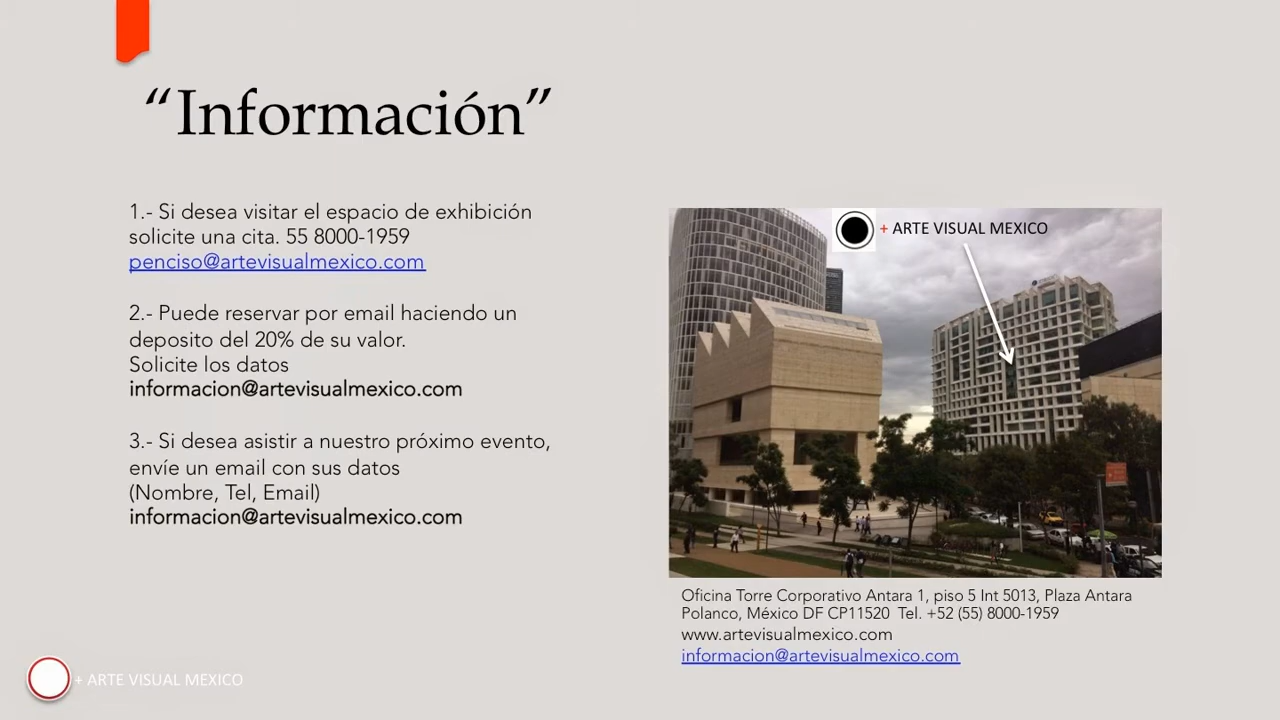 “Información”
1.- Si desea visitar el espacio de exhibición
solicite una cita. 55 8000-1959
penciso@artevisualmexico.com
2.- Puede reservar por email haciendo un
deposito del 20% de su valor.
Solicite los datos
informacion@artevisualmexico.com
3.- Si desea asistir a nuestro próximo evento,
envíe un email con sus datos
(Nombre, Tel, Email)
informacion@artevisualmexico.com
+ ARTE VISUAL MEXICO
Oficina Torre Corporativo Antara 1, piso 5 Int 5013, Plaza Antara
Polanco, México DF CP11520 Tel. +52 (55) 8000-1959
www.artevisualmexico.com
informacion@artevisualmexico.com
+ ARTE VISUAL MEXICO